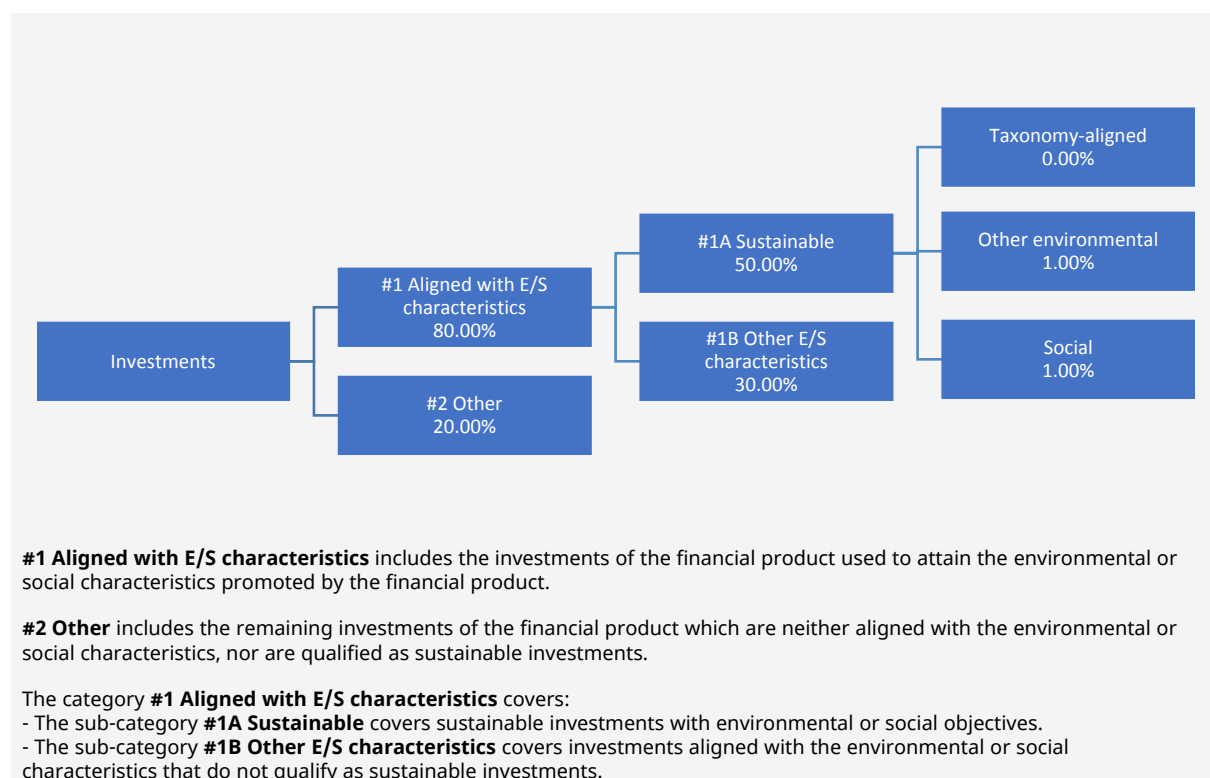 Taxonomy-aligned
0.00%
#1A Sustainable
50.00%
Other environmental
1.00%
#1 Aligned with E/S
characteristics
80.00%
Investments
#1B Other E/S
characteristics
30.00%
Social
1.00%
#2 Other
20.00%
#1 Aligned with E/S characteristics includes the investments of the financial product used to attain the environmental or
social characteristics promoted by the financial product.
#2 Other includes the remaining investments of the financial product which are neither aligned with the environmental or
social characteristics, nor are qualified as sustainable investments.
The category #1 Aligned with E/S characteristics covers:
- The sub-category #1A Sustainable covers sustainable investments with environmental or social objectives.
- The sub-category #1B Other E/S characteristics covers investments aligned with the environmental or social
characteristics that do not qualify as sustainable investments.